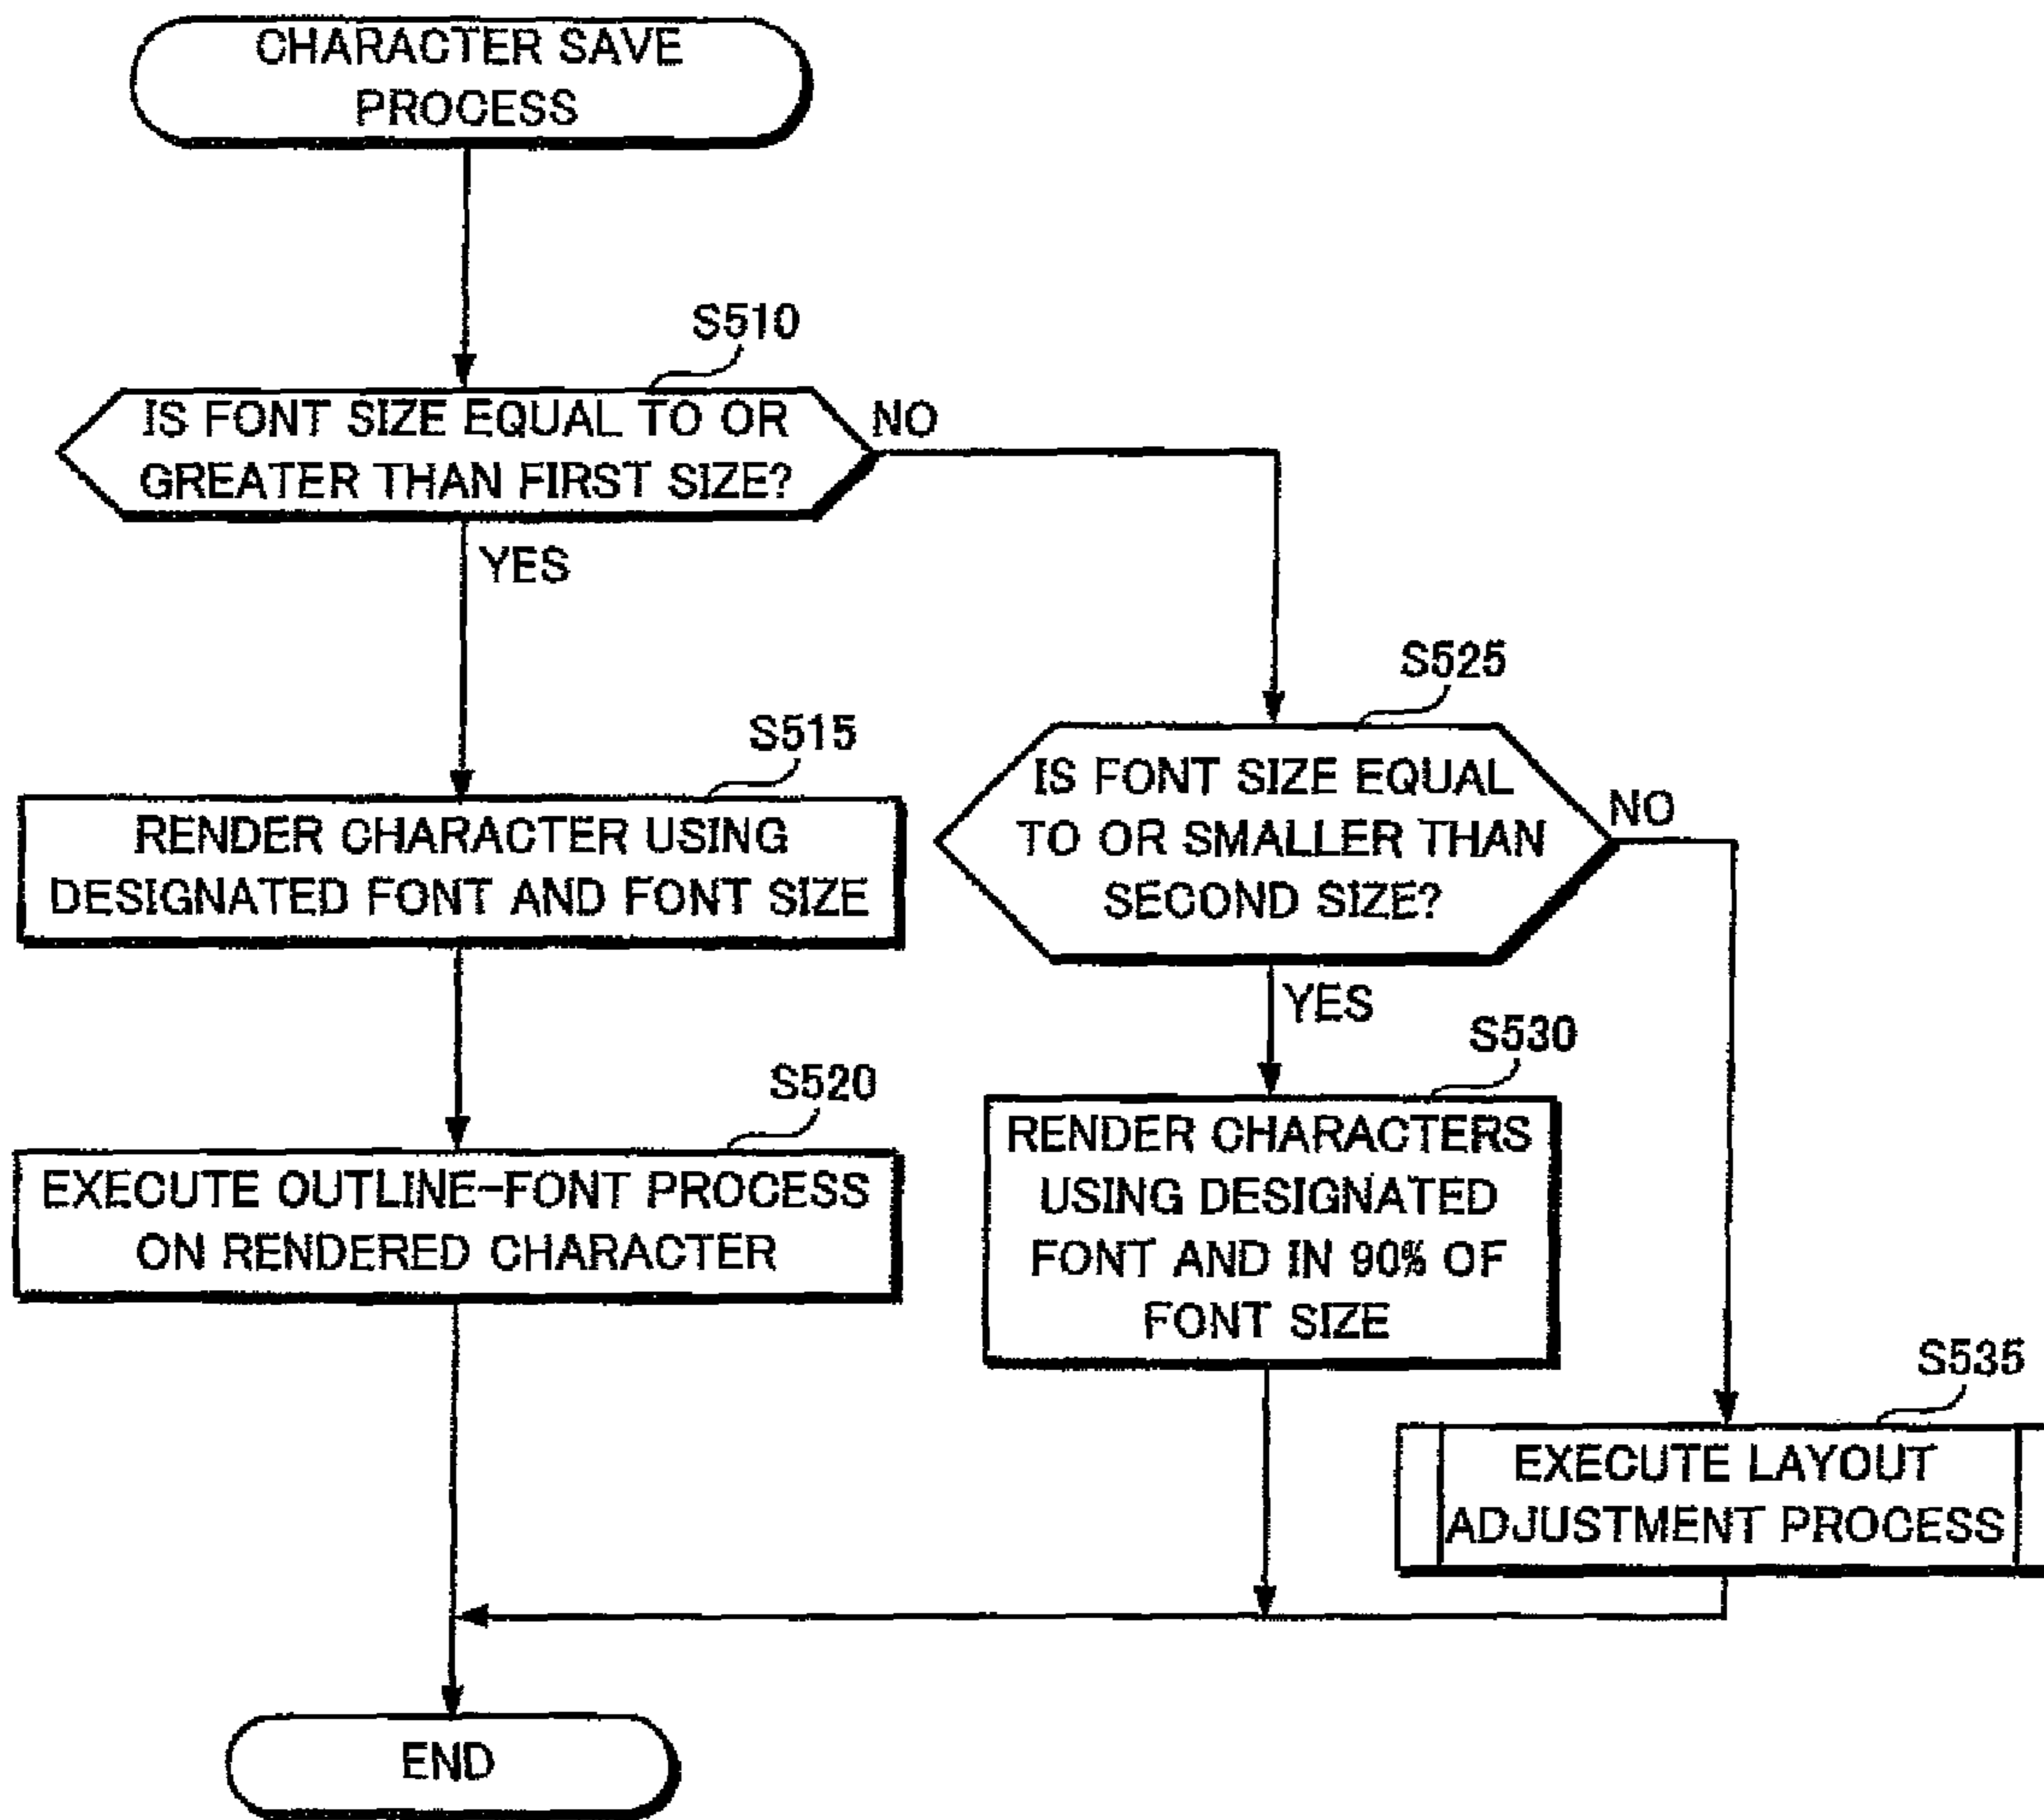 CHARACTER SAVE
PROCESS
S510
IS FONT SIZE EQUAL TO OR
GREATER THAN FIRST SIZE?
NO
YES
S515
RENDER CHARACTER USING
DESIGNATED FONT AND FONT SIZE
S520
EXECUTE OUTLINE-FONT PROCESS
ON RENDERED CHARACTER
S525
IS FONT SIZE EQUAL
TO OR SMALLER THAN
SECOND SIZE?
NO
YES
S530
RENDER CHARACTERS
USING DESIGNATED
FONT AND IN 90% OF
FONT SIZE
S535
EXECUTE LAYOUT
ADJUSTMENT PROCESS
END